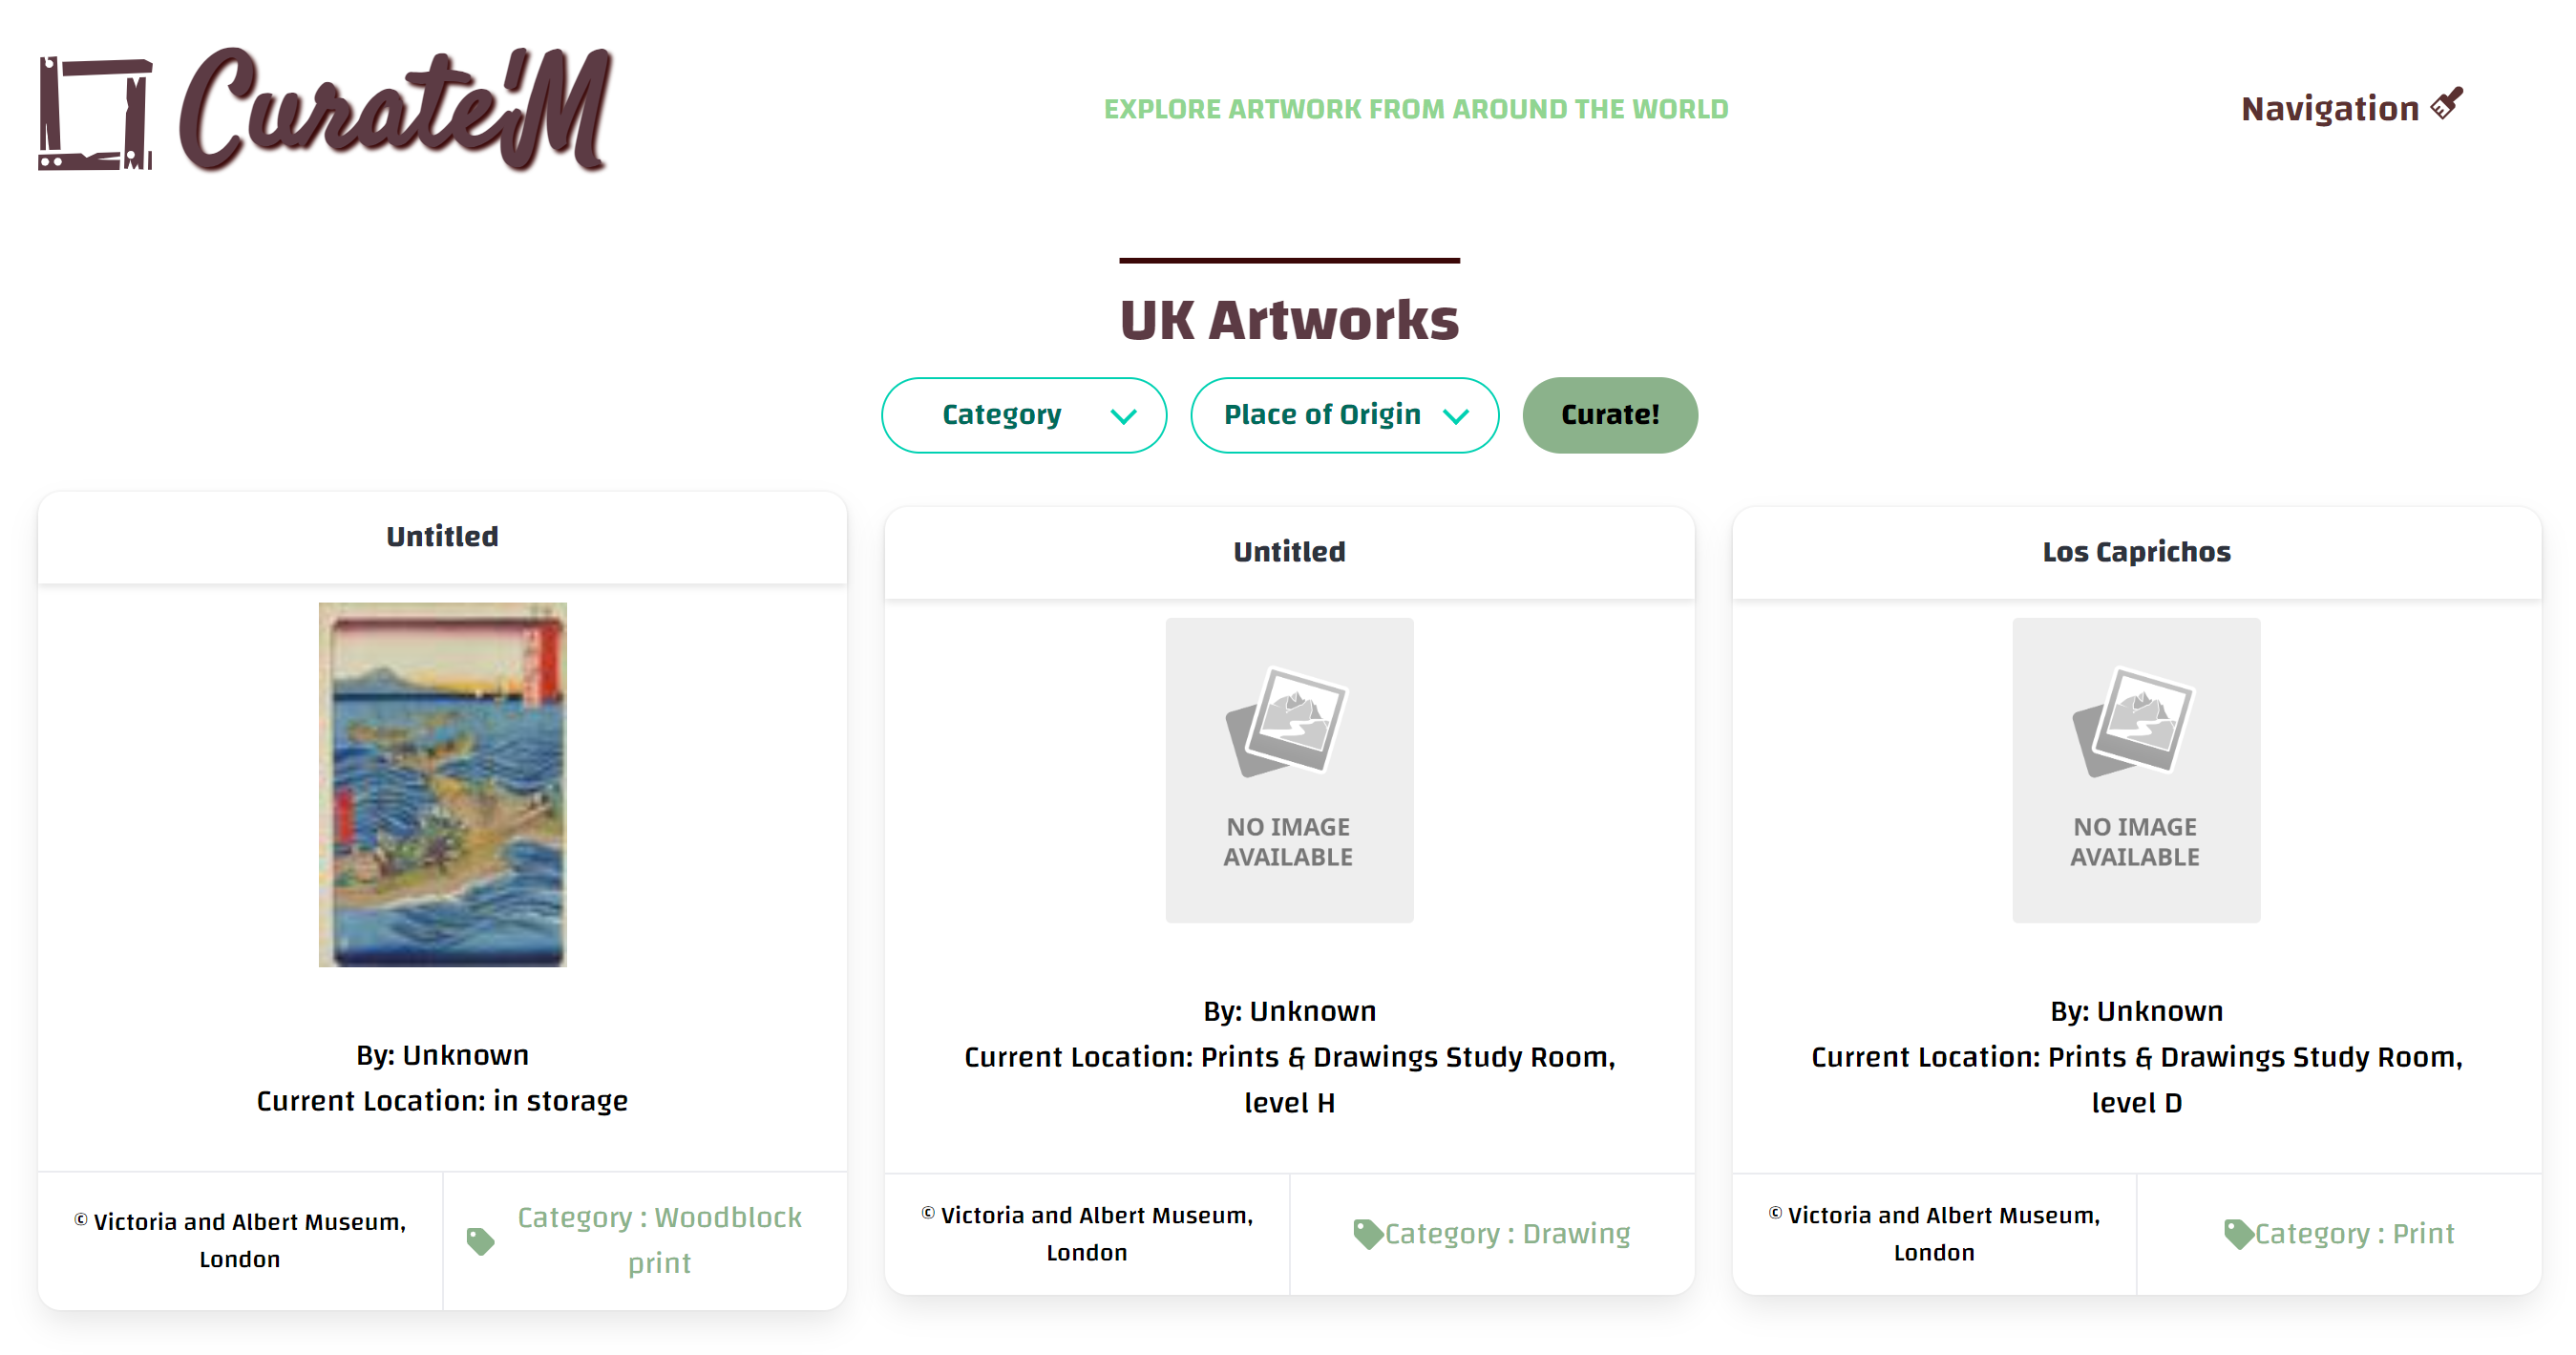 Curate'M
EXPLORE ARTWORK FROM AROUND THE WORLD
Navigation
UK Artworks
Category
Place of Origin
Curate!
Untitled
By: Unknown
Current Location: in storage
© Victoria and Albert Museum,
London
Category : Woodblock
print
Untitled
NO IMAGE
AVAILABLE
By: Unknown
Current Location: Prints & Drawings Study Room,
level H
© Victoria and Albert Museum,
London
Category : Drawing
Los Caprichos
NO IMAGE
AVAILABLE
By: Unknown
Current Location: Prints & Drawings Study Room,
level D
© Victoria and Albert Museum,
London
Category : Print